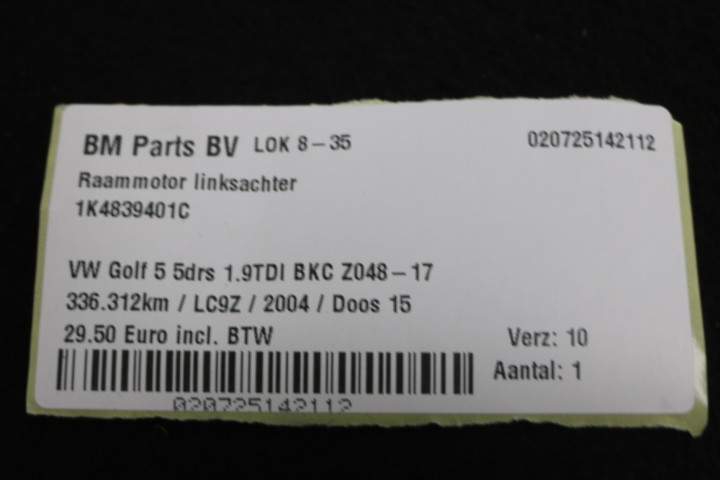 BM Parts BV LOK 8-35 020725142112
Raammotor linksachter
1K4839401C
VW Golf 5 5drs 1.9TDI BKC Z048-17
336.312km / LC9Z / 2004 / Doos 15
29.50 Euro incl. BTW Verz: 10
Aantal: 1
020725142112